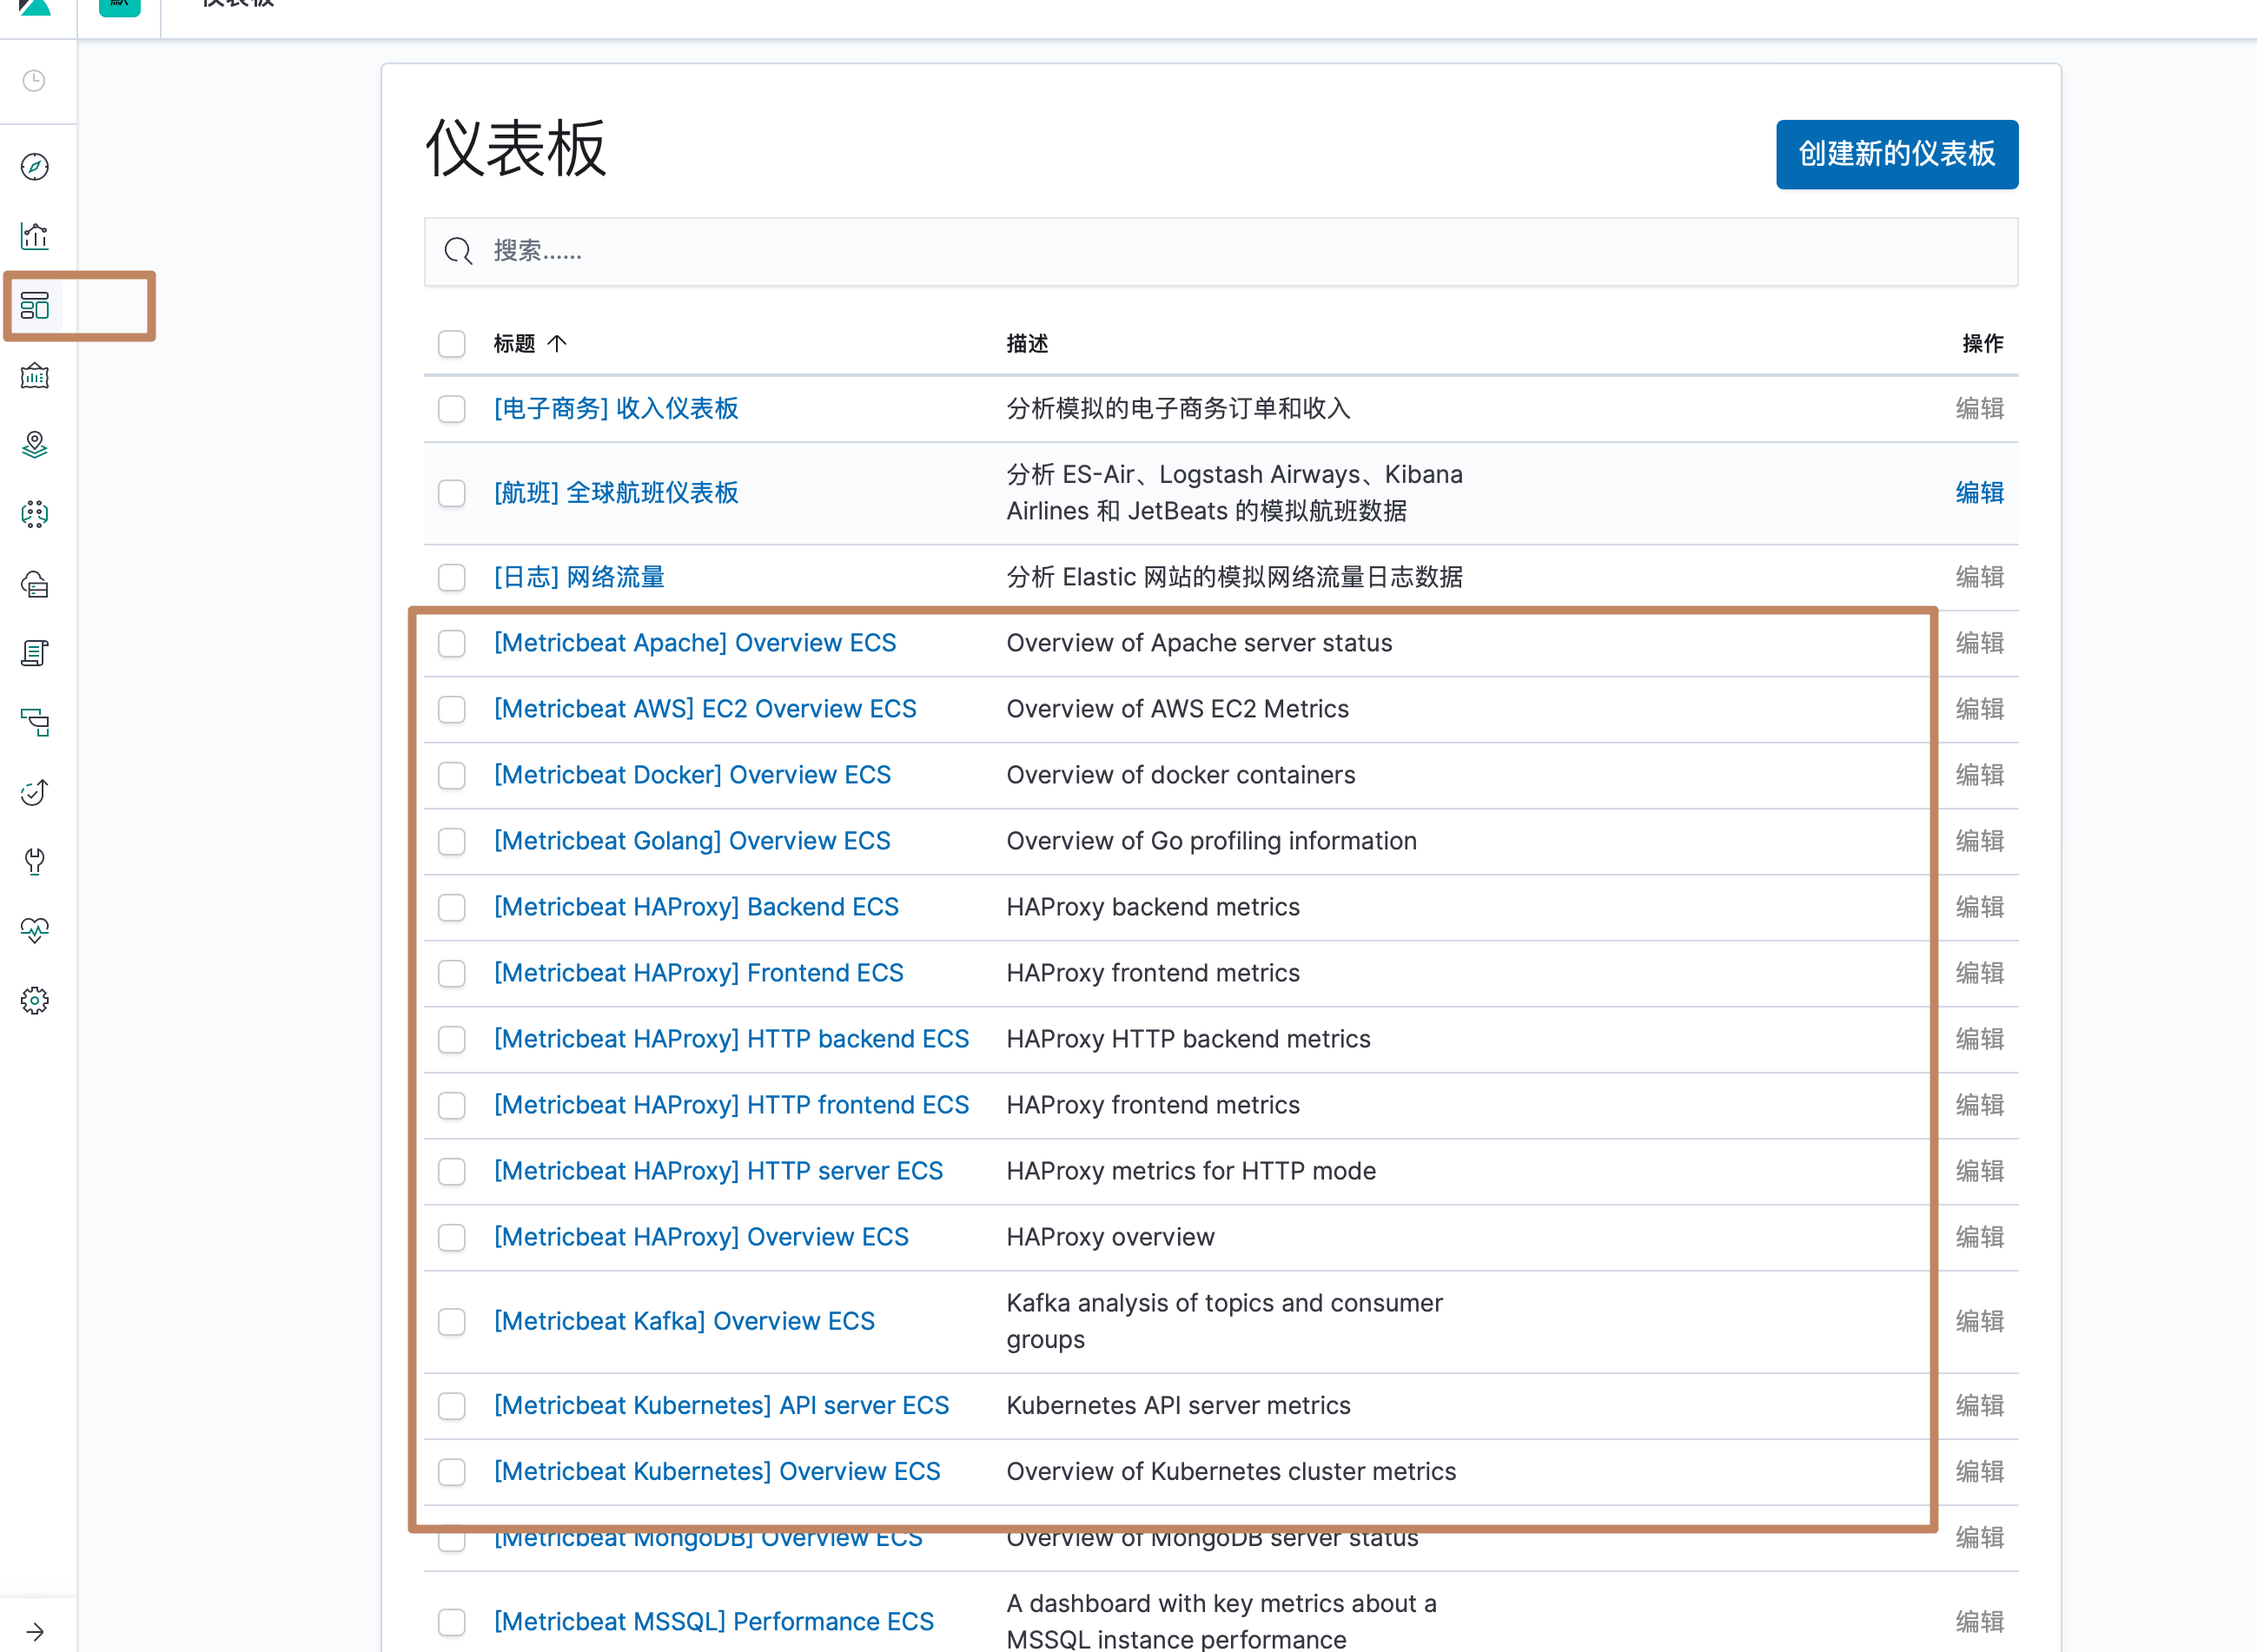 仪表板
仪表板
创建新的仪表板
搜索......
标题 描述 操作
[电子商务] 收入仪表板 分析模拟的电子商务订单和收入 编辑
[航班] 全球航班仪表板 分析 ES-Air、Logstash Airways、Kibana
Airlines 和 JetBeats 的模拟航班数据 编辑
[日志] 网络流量 分析 Elastic 网站的模拟网络流量日志数据 编辑
[Metricbeat Apache] Overview ECS Overview of Apache server status 编辑
[Metricbeat AWS] EC2 Overview ECS Overview of AWS EC2 Metrics 编辑
[Metricbeat Docker] Overview ECS Overview of docker containers 编辑
[Metricbeat Golang] Overview ECS Overview of Go profiling information 编辑
[Metricbeat HAProxy] Backend ECS HAProxy backend metrics 编辑
[Metricbeat HAProxy] Frontend ECS HAProxy frontend metrics 编辑
[Metricbeat HAProxy] HTTP backend ECS HAProxy HTTP backend metrics 编辑
[Metricbeat HAProxy] HTTP frontend ECS HAProxy frontend metrics 编辑
[Metricbeat HAProxy] HTTP server ECS HAProxy metrics for HTTP mode 编辑
[Metricbeat HAProxy] Overview ECS HAProxy overview 编辑
[Metricbeat Kafka] Overview ECS Kafka analysis of topics and consumer
groups 编辑
[Metricbeat Kubernetes] API server ECS Kubernetes API server metrics 编辑
[Metricbeat Kubernetes] Overview ECS Overview of Kubernetes cluster metrics 编辑
[Metricbeat MongoDB] Overview ECS Overview of MongoDB server status 编辑
[Metricbeat MSSQL] Performance ECS A dashboard with key metrics about a
MSSQL instance performance 编辑